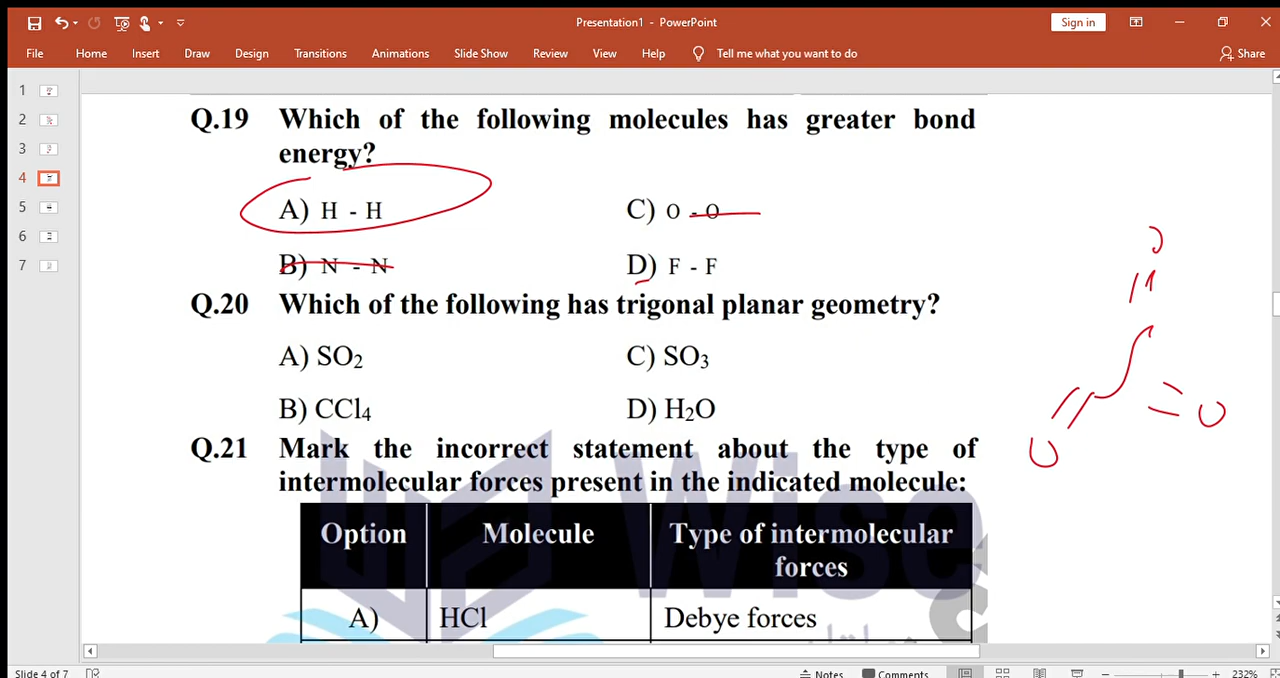 Presentation1 - PowerPoint
Sign in
File Home Insert Draw Design Transitions Animations Slide Show Review View Help Tell me what you want to do Share
1
2
3
4
5
6
7
Q.19 Which of the following molecules has greater bond
energy?
A) H - H C) O - O
B) N - N D) F - F
Q.20 Which of the following has trigonal planar geometry?
A) SO2 C) SO3
B) CCl4 D) H2O
Q.21 Mark the incorrect statement about the type of
intermolecular forces present in the indicated molecule:
Option Molecule Type of intermolecular
forces
A) HCl Debye forces
Wise
O O
Slide 4 of 7 Notes Comments 232%